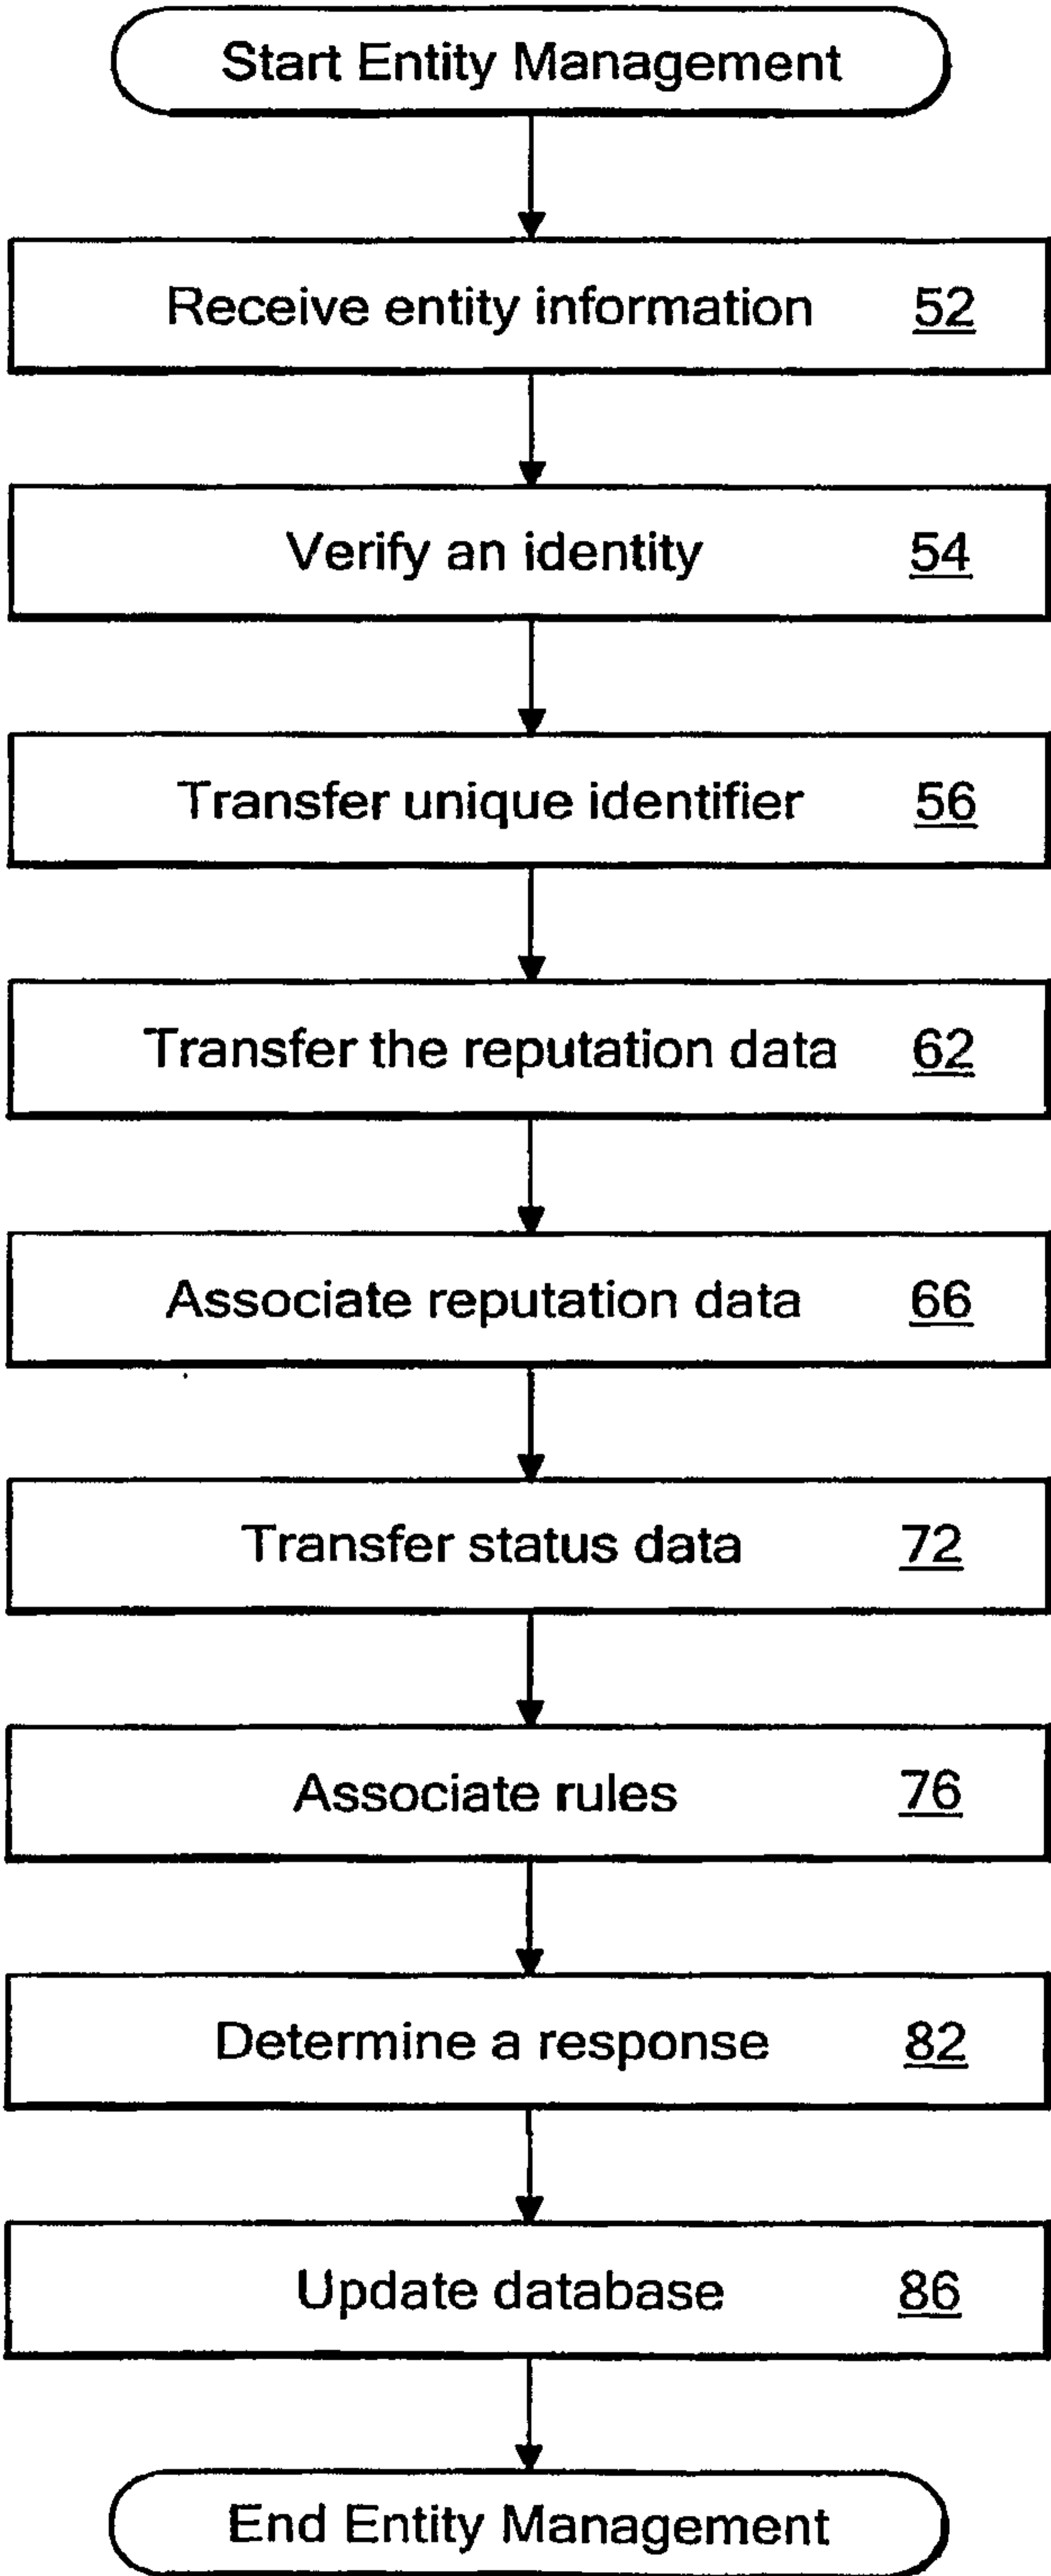 Start Entity Management
Receive entity information 52
Verify an identity 54
Transfer unique identifier 56
Transfer the reputation data 62
Associate reputation data 66
Transfer status data 72
Associate rules 76
Determine a response 82
Update database 86
End Entity Management